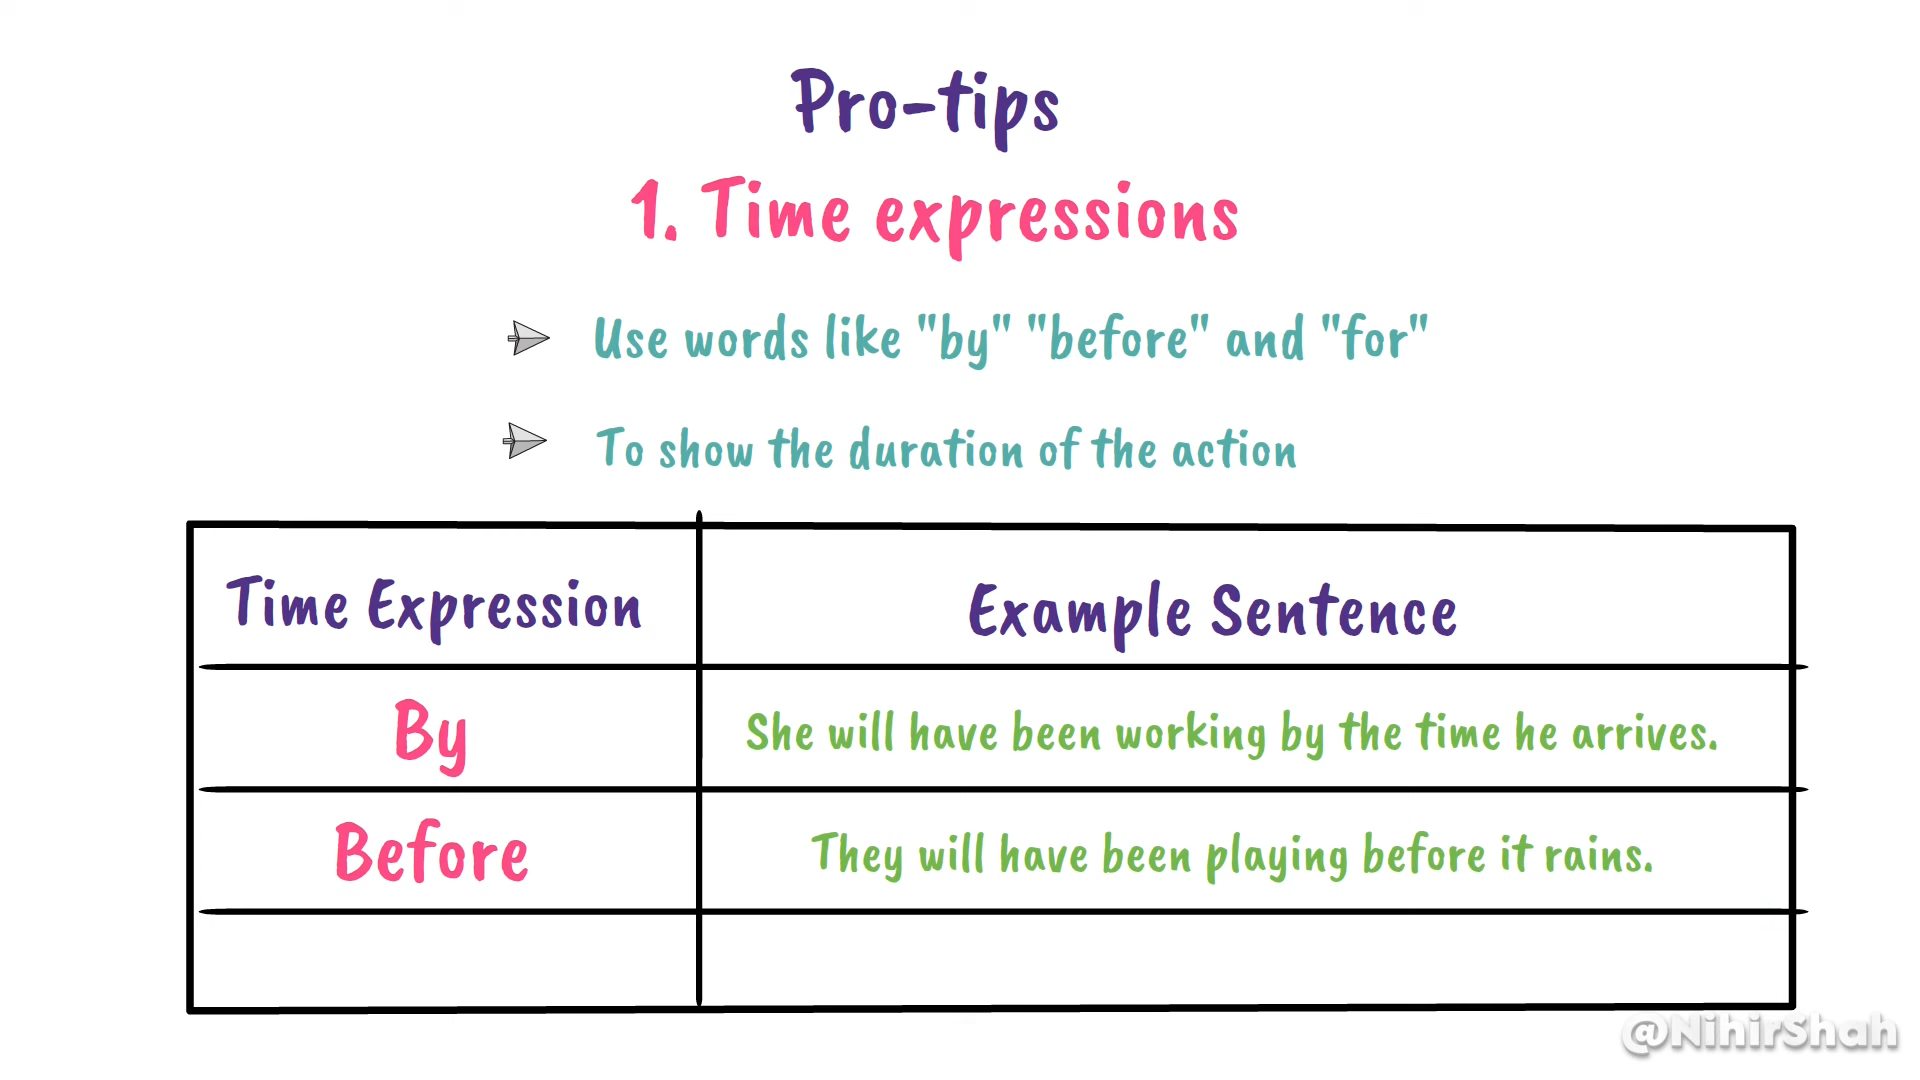 Pro-tips
1. Time expressions
Use words like "by" "before" and "for"
To show the duration of the action
Time Expression
Example Sentence
By
She will have been working by the time he arrives.
Before
They will have been playing before it rains.
@NihirShah